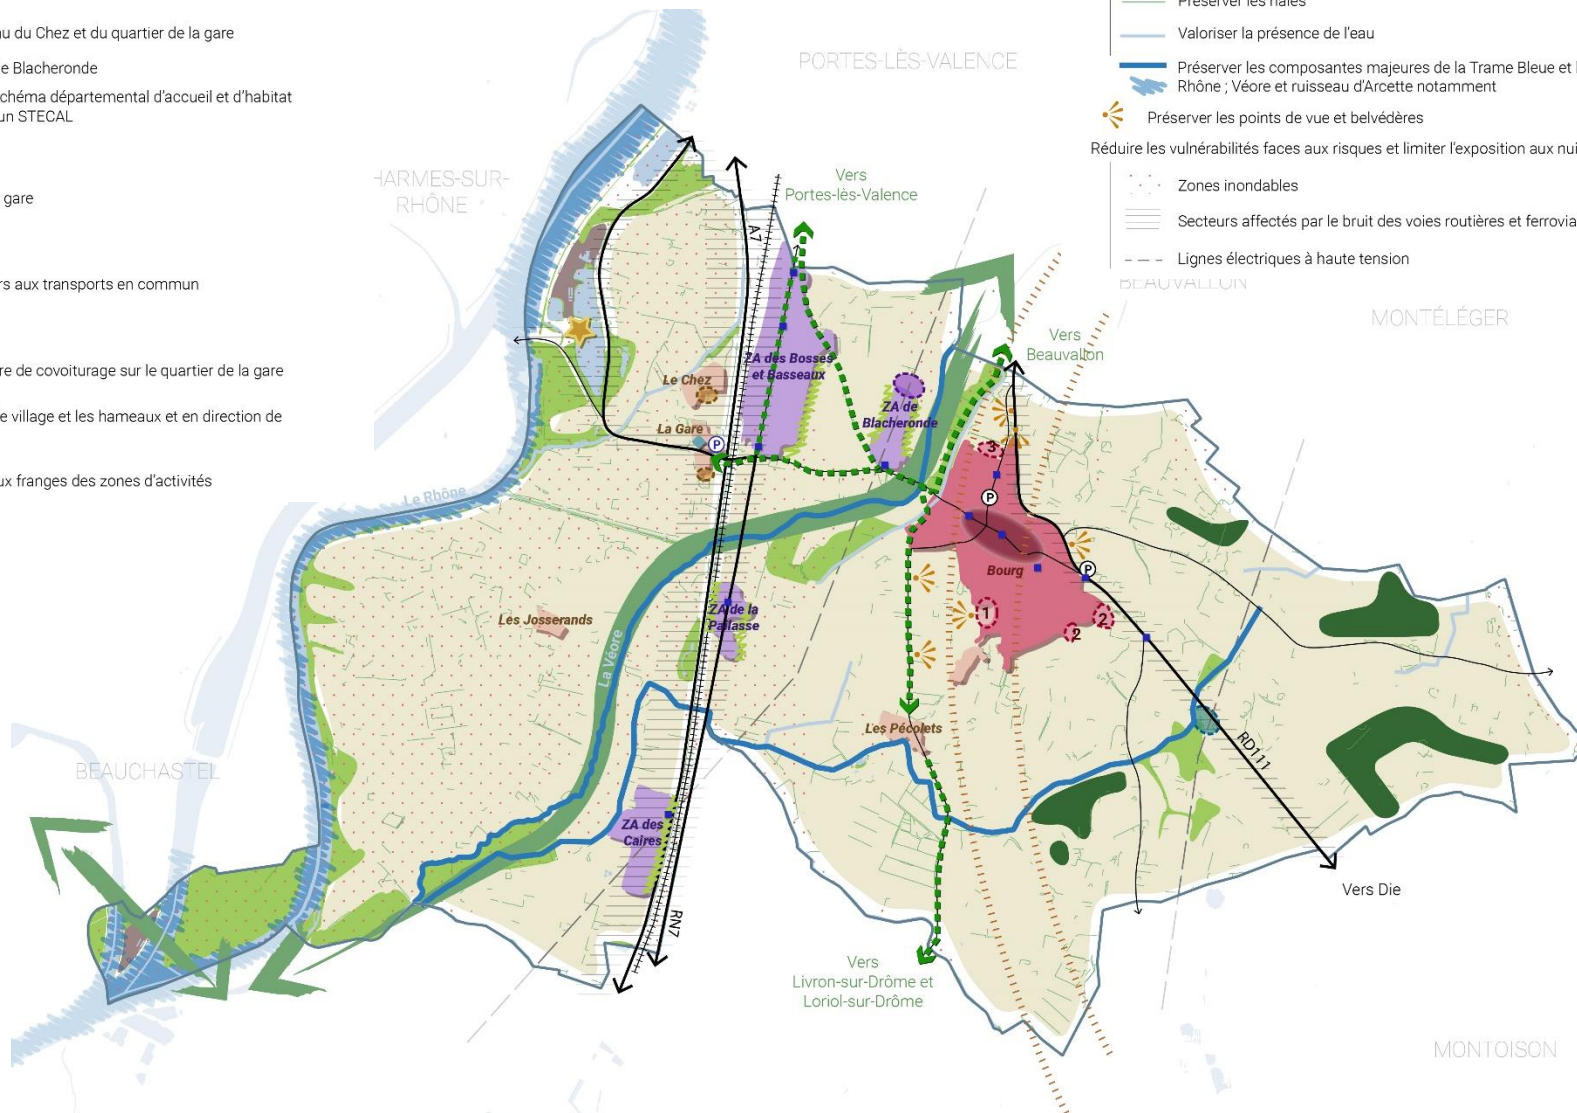 u du Chez et du quartier de la gare
e Blacheronde
chéma départemental d'accueil et d'habitat
un STECAL
gare
rs aux transports en commun
re de covoiturage sur le quartier de la gare
e village et les hameaux et en direction de
ux franges des zones d'activités
Préserver les haies
Valoriser la présence de l'eau
Préserver les composantes majeures de la Trame Bleue et
Rhône ; Véore et ruisseau d'Arcette notamment
Préserver les points de vue et belvédères
Réduire les vulnérabilités faces aux risques et limiter l'exposition aux nui
Zones inondables
Secteurs affectés par le bruit des voies routières et ferrovia
Lignes électriques à haute tension
PORTES-LÈS-VALENCE
HARMES-SUR-
RHÔNE
BEAUVALLON
MONTÉLÉGER
Vers
Portes-lès-Valence
A7
Vers
Beauvallon
ZA des Bosses
et Basseaux
Le Chez
ZA de
Blacheronde
La Gare
P
3
Le Rhône
P
Bourg
P
ZA de la
Pallasse
Les Josserands
1
2
2
La Véore
Les Pécolets
RD111
BEAUCHASTEL
ZA des
Caires
RN7
Vers Die
Vers
Livron-sur-Drôme et
Loriol-sur-Drôme
MONTOISON